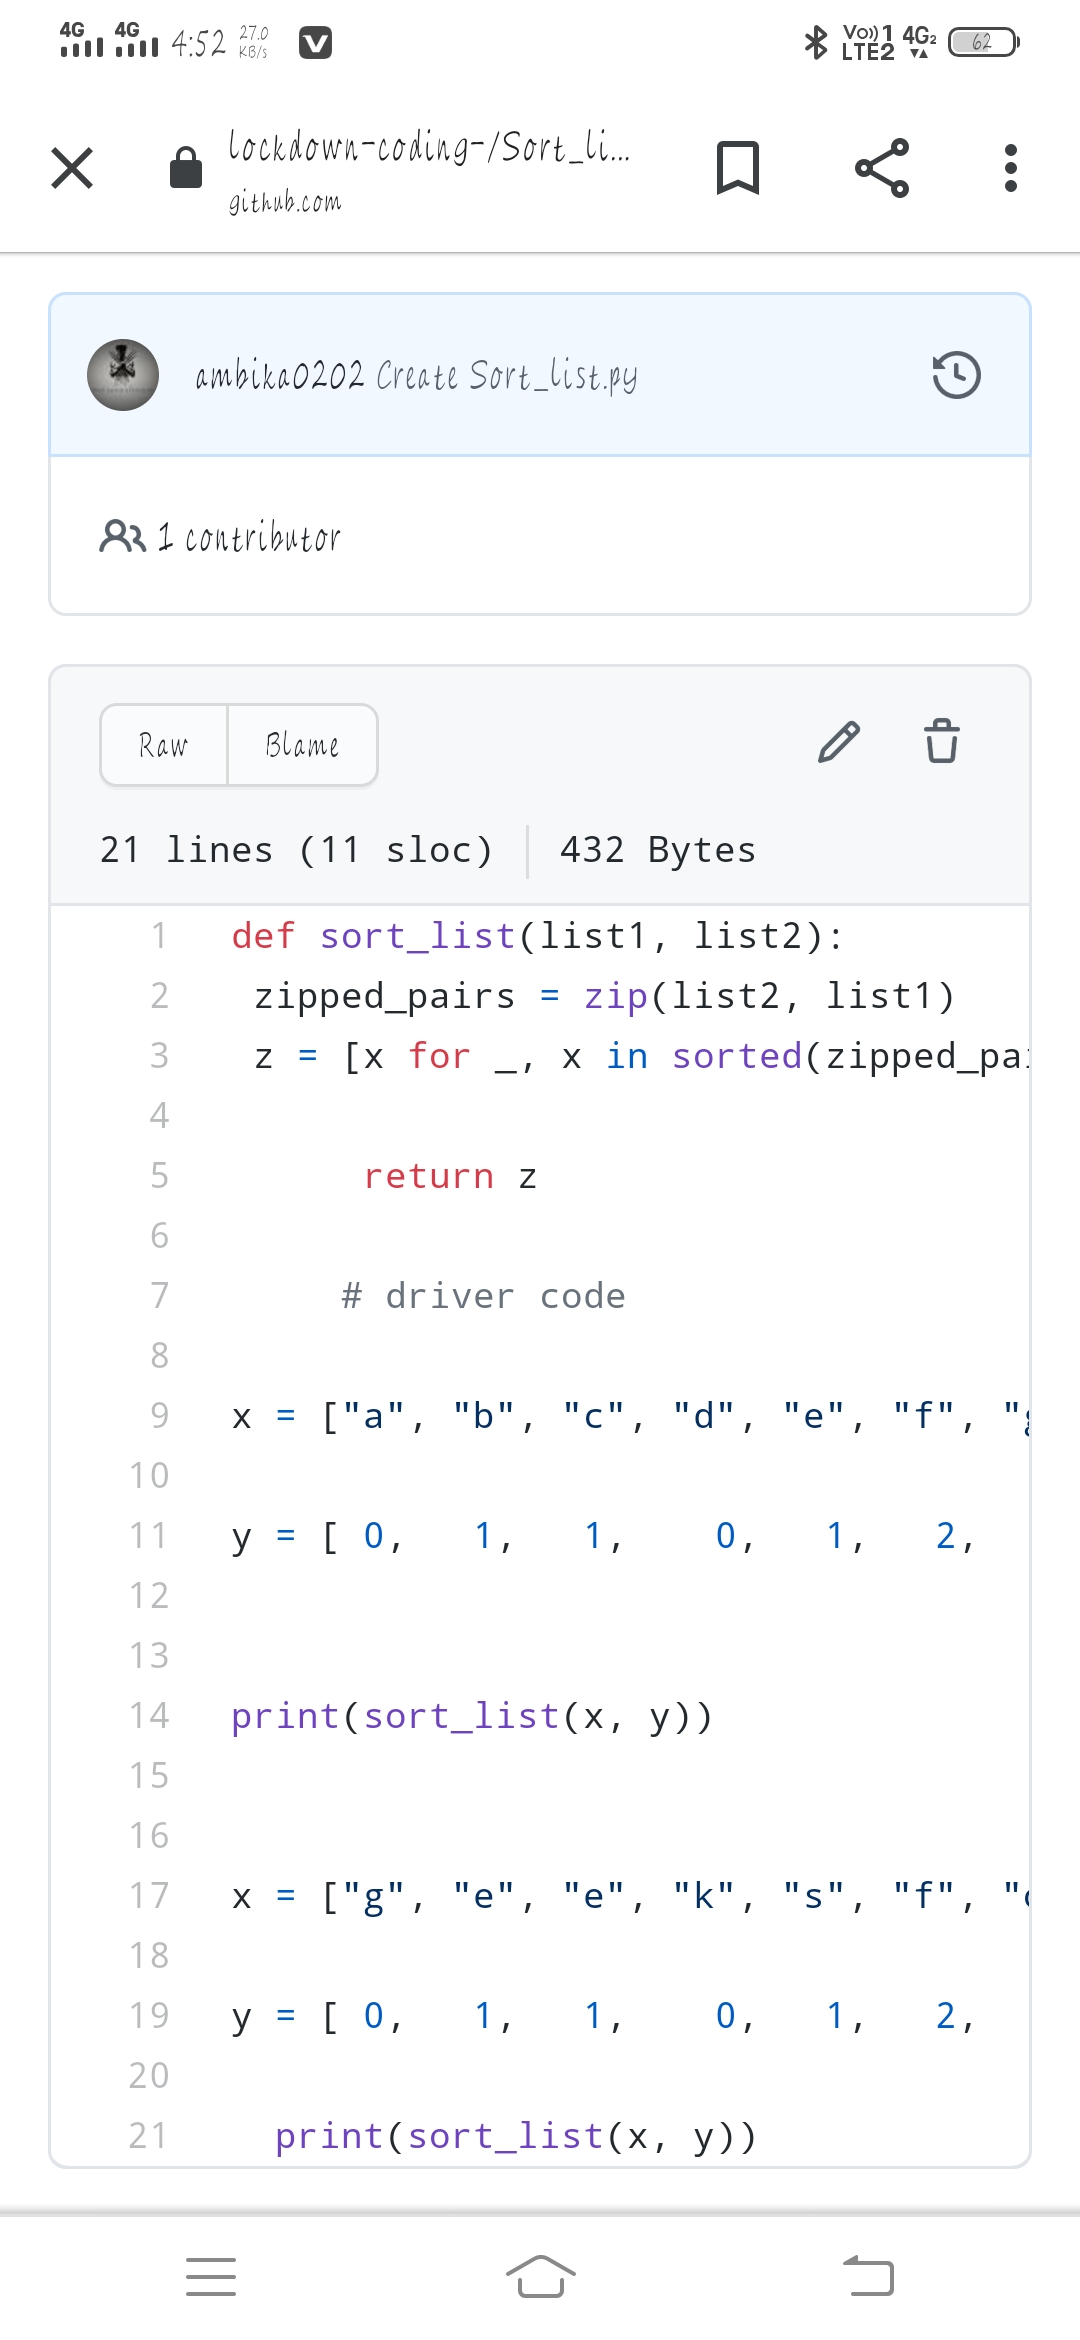 4G 4G 4:52 27.0 KB/s V Vo)) 1 LTE2 4G2 62
lockdown-coding-/Sort_li...
github.com
ambika0202 Create Sort_list.py
1 contributor
Raw Blame
21 lines (11 sloc) 432 Bytes
1 def sort_list(list1, list2):
2 zipped_pairs = zip(list2, list1)
3 z = [x for _, x in sorted(zipped_pai
4
5 return z
6
7 # driver code
8
9 x = ["a", "b", "c", "d", "e", "f", "g
10
11 y = [ 0, 1, 1, 0, 1, 2,
12
13
14 print(sort_list(x, y))
15
16
17 x = ["g", "e", "e", "k", "s", "f", "
18
19 y = [ 0, 1, 1, 0, 1, 2,
20
21 print(sort_list(x, y))